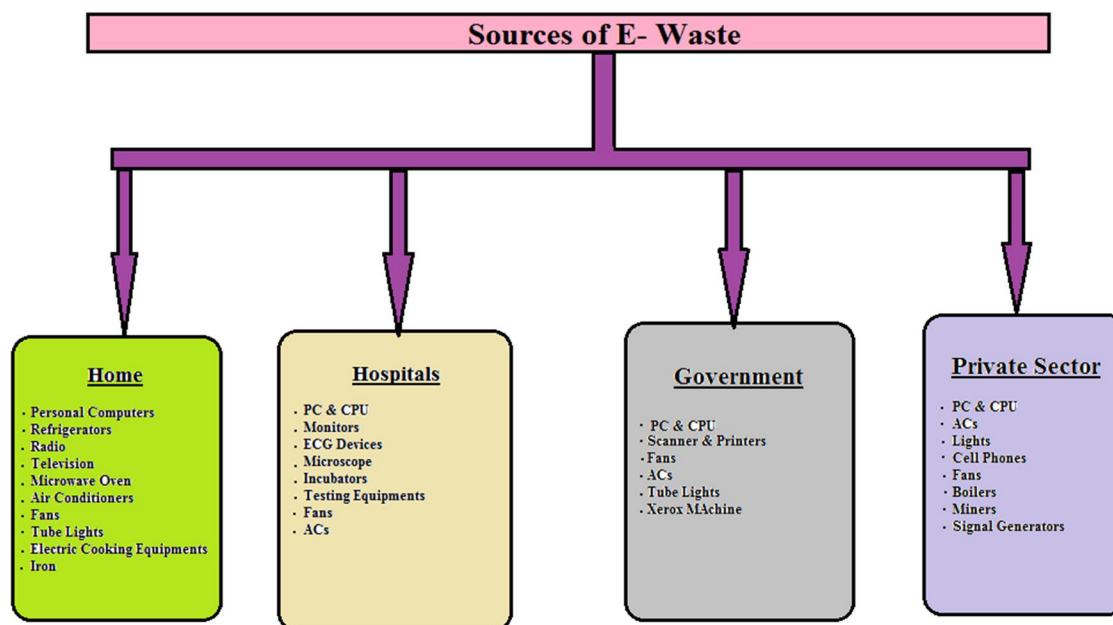 Sources of E- Waste
Home
. Personal Computers
. Refrigerators
. Radio
. Television
. Microwave Oven
. Air Conditioners
. Fans
. Tube Lights
. Electric Cooking Equipments
. Iron
Hospitals
. PC & CPU
. Monitors
. ECG Devices
. Microscope
. Incubators
. Testing Equipments
. Fans
. ACs
Government
. PC & CPU
. Scanner & Printers
. Fans
. ACs
. Tube Lights
. Xerox MAchine
Private Sector
. PC & CPU
. ACs
. Lights
. Cell Phones
. Fans
. Boilers
. Miners
. Signal Generators